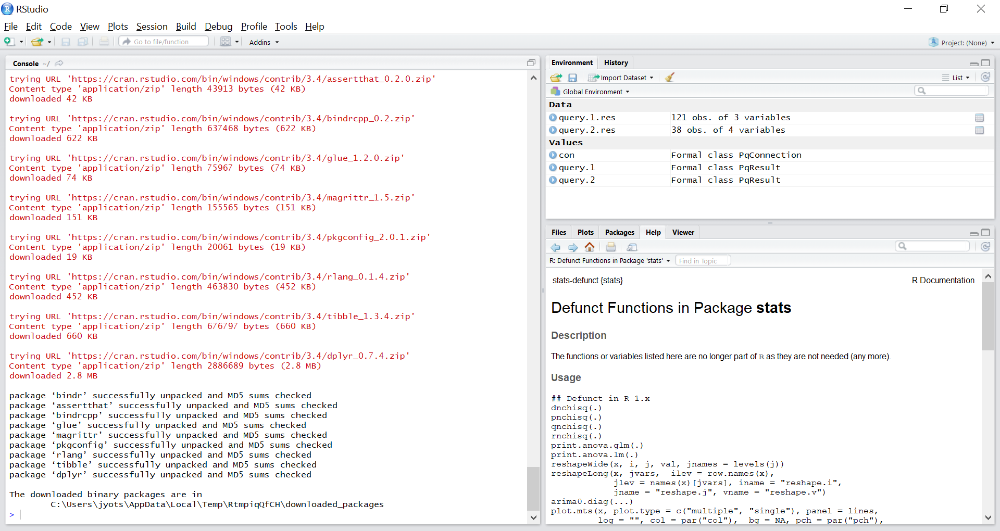 RStudio
File Edit Code View Plots Session Build Debug Profile Tools Help
Go to file/function Addins Project: (None)
Console ~/
trying URL 'https://cran.rstudio.com/bin/windows/contrib/3.4/assertthat_0.2.0.zip'
Content type 'application/zip' length 43913 bytes (42 KB)
downloaded 42 KB
trying URL 'https://cran.rstudio.com/bin/windows/contrib/3.4/bindrcpp_0.2.zip'
Content type 'application/zip' length 637468 bytes (622 KB)
downloaded 622 KB
trying URL 'https://cran.rstudio.com/bin/windows/contrib/3.4/glue_1.2.0.zip'
Content type 'application/zip' length 75967 bytes (74 KB)
downloaded 74 KB
trying URL 'https://cran.rstudio.com/bin/windows/contrib/3.4/magrittr_1.5.zip'
Content type 'application/zip' length 155565 bytes (151 KB)
downloaded 151 KB
trying URL 'https://cran.rstudio.com/bin/windows/contrib/3.4/pkgconfig_2.0.1.zip'
Content type 'application/zip' length 20061 bytes (19 KB)
downloaded 19 KB
trying URL 'https://cran.rstudio.com/bin/windows/contrib/3.4/rlang_0.1.4.zip'
Content type 'application/zip' length 463830 bytes (452 KB)
downloaded 452 KB
trying URL 'https://cran.rstudio.com/bin/windows/contrib/3.4/tibble_1.3.4.zip'
Content type 'application/zip' length 676797 bytes (660 KB)
downloaded 660 KB
trying URL 'https://cran.rstudio.com/bin/windows/contrib/3.4/dplyr_0.7.4.zip'
Content type 'application/zip' length 2886689 bytes (2.8 MB)
downloaded 2.8 MB
package ‘bindr’ successfully unpacked and MD5 sums checked
package ‘assertthat’ successfully unpacked and MD5 sums checked
package ‘bindrcpp’ successfully unpacked and MD5 sums checked
package ‘glue’ successfully unpacked and MD5 sums checked
package ‘magrittr’ successfully unpacked and MD5 sums checked
package ‘pkgconfig’ successfully unpacked and MD5 sums checked
package ‘rlang’ successfully unpacked and MD5 sums checked
package ‘tibble’ successfully unpacked and MD5 sums checked
package ‘dplyr’ successfully unpacked and MD5 sums checked
The downloaded binary packages are in
C:\Users\jyots\AppData\Local\Temp\RtmpiqQfCH\downloaded_packages
>
Environment History
Import Dataset List
Global Environment
Data
query.1.res 121 obs. of 3 variables
query.2.res 38 obs. of 4 variables
Values
con Formal class PqConnection
query.1 Formal class PqResult
query.2 Formal class PqResult
Files Plots Packages Help Viewer
R: Defunct Functions in Package 'stats' Find in Topic
stats-defunct {stats} R Documentation
Defunct Functions in Package stats
Description
The functions or variables listed here are no longer part of R as they are not needed (any more).
Usage
## Defunct in R 1.x
dnchisq(.)
pnchisq(.)
qnchisq(.)
rnchisq(.)
print.anova.glm(.)
print.anova.lm(.)
reshapeWide(x, i, j, val, jnames = levels(j))
reshapeLong(x, jvars, ilev = row.names(x),
jlev = names(x)[jvars], iname = "reshape.i",
jname = "reshape.j", vname = "reshape.v")
arima0.diag(...)
plot.mts(x, plot.type = c("multiple", "single"), panel = lines,
log = "", col = par("col"), bg = NA, pch = par("pch"),